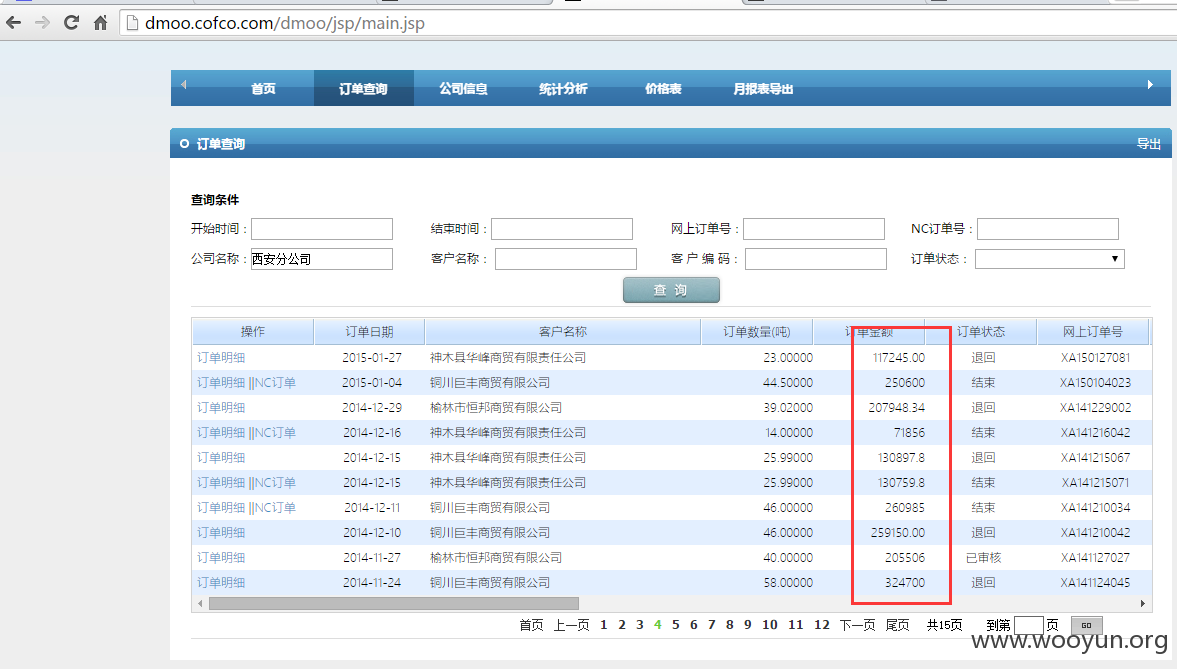 dmoo.cofco.com/dmoo/jsp/main.jsp
首页 订单查询 公司信息 统计分析 价格表 月报表导出
订单查询 导出
查询条件
开始时间： 结束时间： 网上订单号： NC订单号：
公司名称： 西安分公司 客户名称： 客 户 编 码： 订单状态：
查 询
操作 订单日期 客户名称 订单数量(吨) 订单金额 订单状态 网上订单号
订单明细 2015-01-27 神木县华峰商贸有限责任公司 23.00000 117245.00 退回 XA150127081
订单明细 ||NC订单 2015-01-04 铜川巨丰商贸有限公司 44.50000 250600 结束 XA150104023
订单明细 2014-12-29 榆林市恒邦商贸有限公司 39.02000 207948.34 退回 XA141229002
订单明细 ||NC订单 2014-12-16 神木县华峰商贸有限责任公司 14.00000 71856 结束 XA141216042
订单明细 2014-12-15 神木县华峰商贸有限责任公司 25.99000 130897.8 退回 XA141215067
订单明细 ||NC订单 2014-12-15 神木县华峰商贸有限责任公司 25.99000 130759.8 结束 XA141215071
订单明细 ||NC订单 2014-12-11 铜川巨丰商贸有限公司 46.00000 260985 结束 XA141210034
订单明细 2014-12-10 铜川巨丰商贸有限公司 46.00000 259150.00 退回 XA141210042
订单明细 2014-11-27 榆林市恒邦商贸有限公司 40.00000 205506 已审核 XA141127027
订单明细 2014-11-24 铜川巨丰商贸有限公司 58.00000 324700 退回 XA141124045
首页 上一页 1 2 3 4 5 6 7 8 9 10 11 12 下一页 尾页 共15页 到第 页 GO
www.wooyun.org